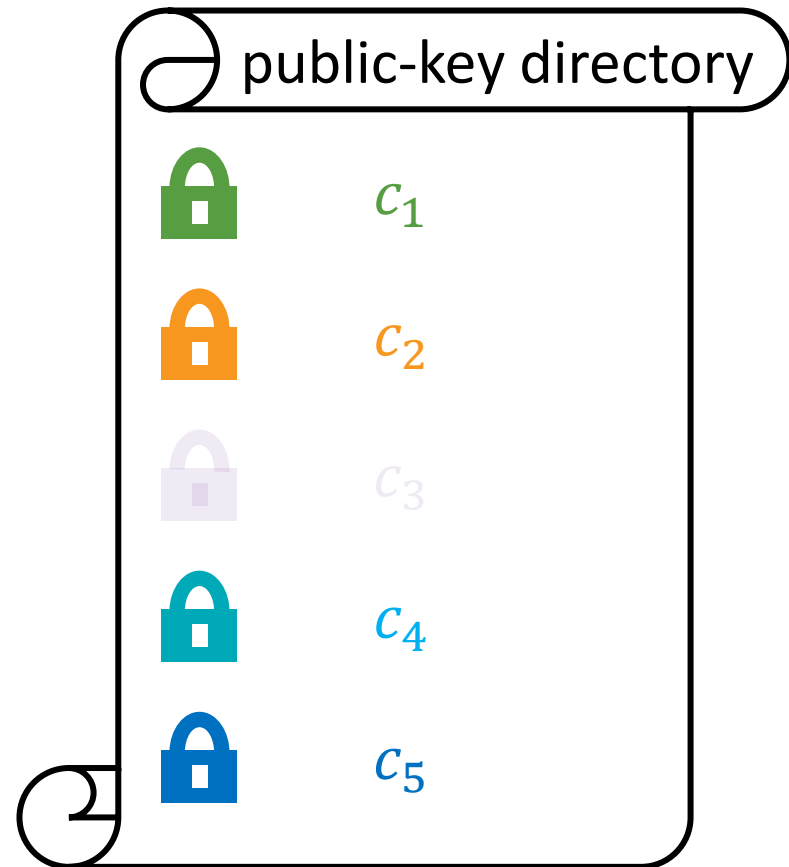 public-key directory
c₁
c₂
c₃
c₄
c₅